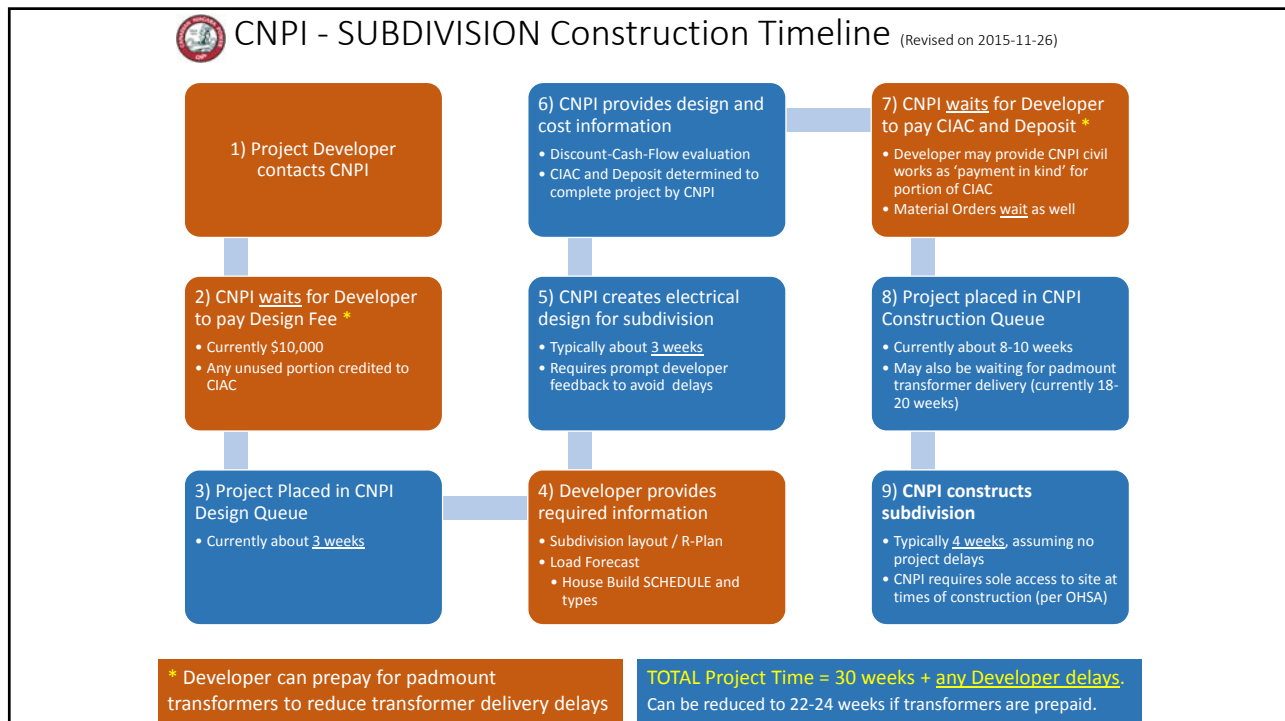 CNPI - SUBDIVISION Construction Timeline (Revised on 2015-11-26)
1) Project Developer
contacts CNPI
2) CNPI waits for Developer
to pay Design Fee *
• Currently $10,000
• Any unused portion credited to
CIAC
3) Project Placed in CNPI
Design Queue
• Currently about 3 weeks
4) Developer provides
required information
• Subdivision layout / R-Plan
• Load Forecast
• House Build SCHEDULE and
types
5) CNPI creates electrical
design for subdivision
• Typically about 3 weeks
• Requires prompt developer
feedback to avoid delays
6) CNPI provides design and
cost information
• Discount-Cash-Flow evaluation
• CIAC and Deposit determined to
complete project by CNPI
7) CNPI waits for Developer
to pay CIAC and Deposit *
• Developer may provide CNPI civil
works as ‘payment in kind’ for
portion of CIAC
• Material Orders wait as well
8) Project placed in CNPI
Construction Queue
• Currently about 8-10 weeks
• May also be waiting for padmount
transformer delivery (currently 18-
20 weeks)
9) CNPI constructs
subdivision
• Typically 4 weeks, assuming no
project delays
• CNPI requires sole access to site at
times of construction (per OHSA)
* Developer can prepay for padmount
transformers to reduce transformer delivery delays
TOTAL Project Time = 30 weeks + any Developer delays.
Can be reduced to 22-24 weeks if transformers are prepaid.